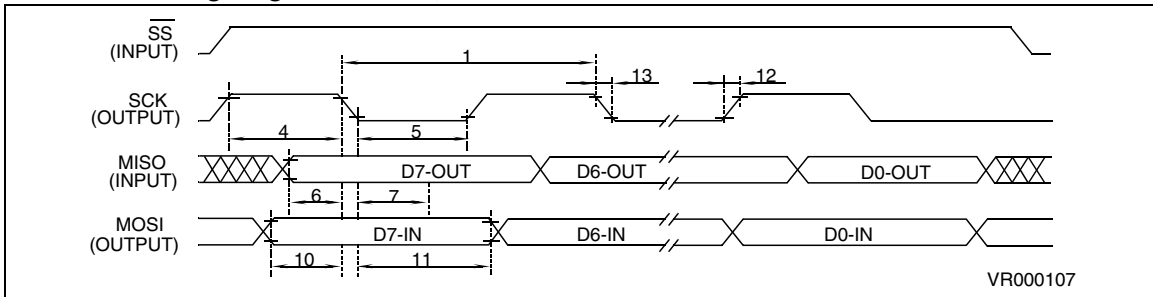 SS
(INPUT)
1
13
12
SCK
(OUTPUT)
4
5
MISO
(INPUT)
D7-OUT
D6-OUT
D0-OUT
6
7
MOSI
(OUTPUT)
D7-IN
D6-IN
D0-IN
10
11
VR000107